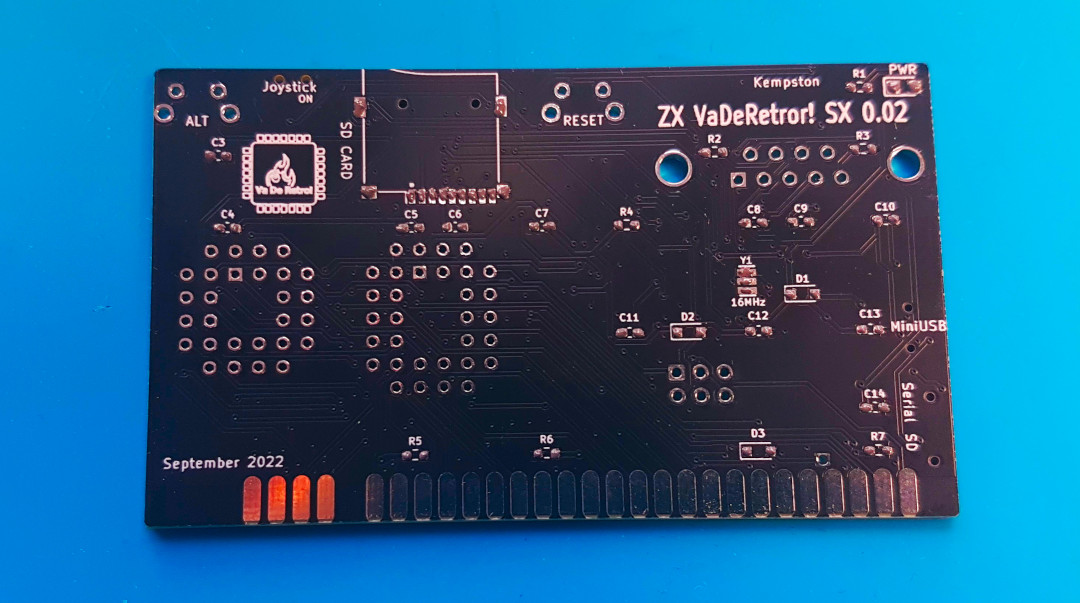 Kempston
R1
PWR
Joystick
ON
ALT
RESET
ZX VaDeRetror! SX 0.02
SD CARD
C3
R2
R3
Va De Retro!
C4
C5
C6
C7
R4
C8
C9
C10
Y1
16MHz
D1
C11
D2
C12
C13
MiniUSB
C14
Serial SD
R5
R6
D3
R7
September 2022